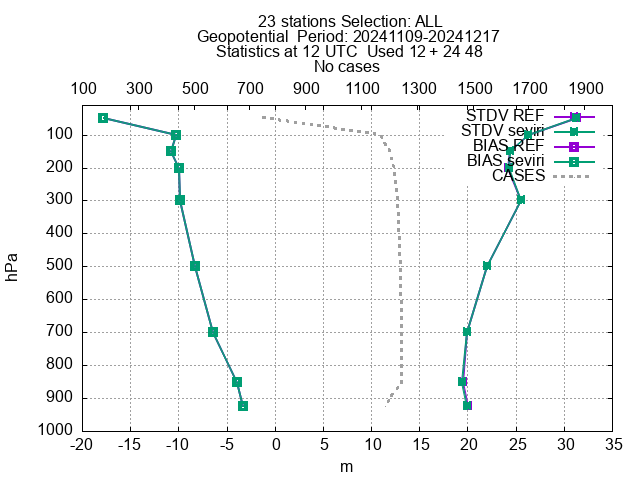 23 stations Selection: ALL
Geopotential  Period: 20241109-20241217
Statistics at 12 UTC  Used 12 + 24 48
No cases
100 300 450 600 750 900 1100 1300 1500 1700 1900
STDV REF
STDV seviri
BIAS REF
BIAS seviri
CASES
100
200
300
400
500
600
700
800
900
1000
hPa
-20 -15 -10 -5 0 5 10 15 20 25 30 35
m